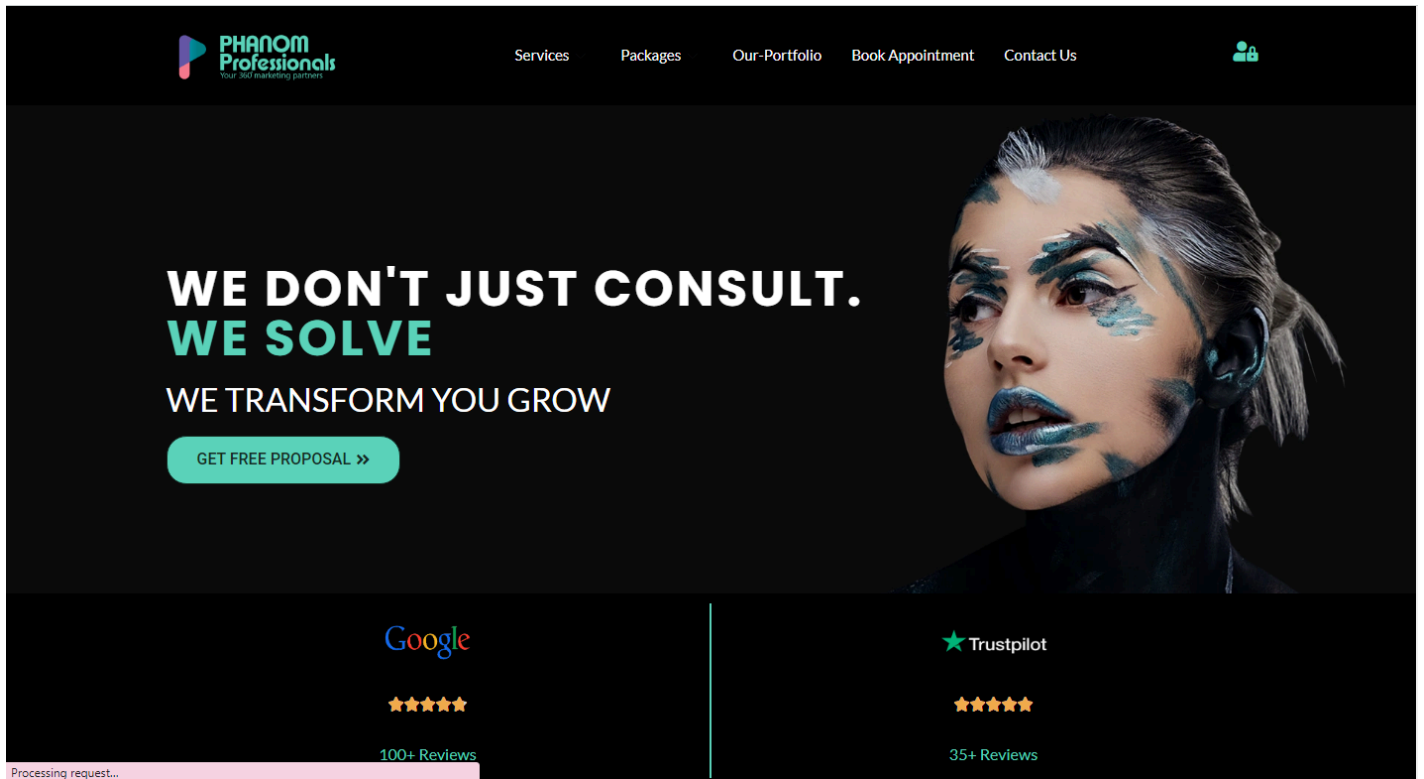 PHANOM
Professionals
Your 360 marketing partners
Services
Packages
Our-Portfolio
Book Appointment
Contact Us
WE DON'T JUST CONSULT.
WE SOLVE
WE TRANSFORM YOU GROW
GET FREE PROPOSAL »
Google
Trustpilot
100+ Reviews
35+ Reviews
Processing request...